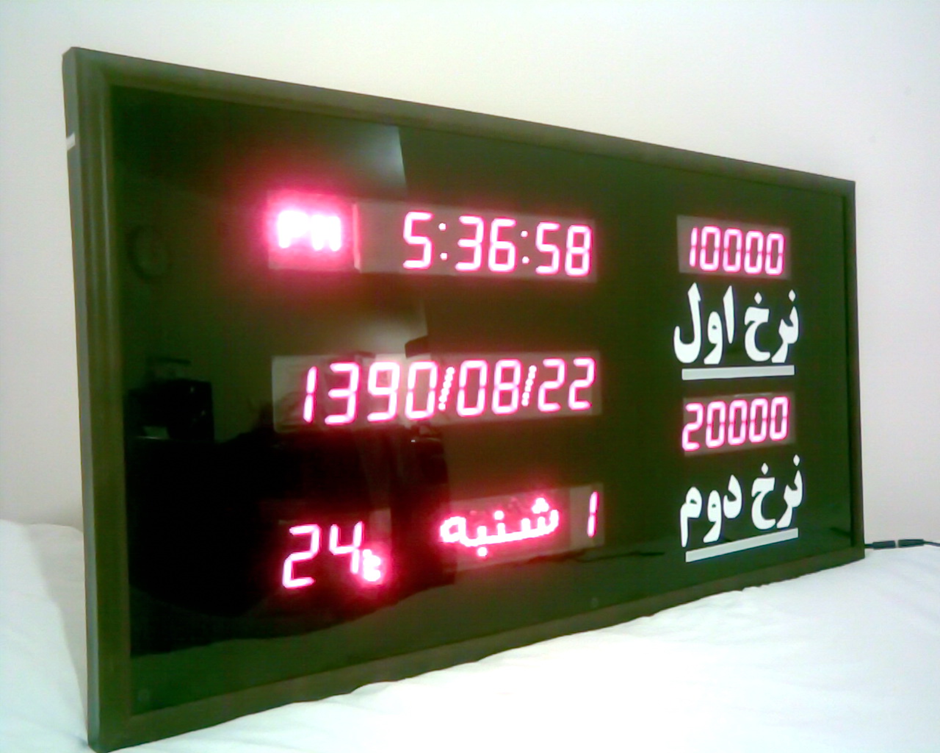 PM 5:36:58
1390/08/22
24°c
1 شنبه
10000
نرخ اول
20000
نرخ دوم